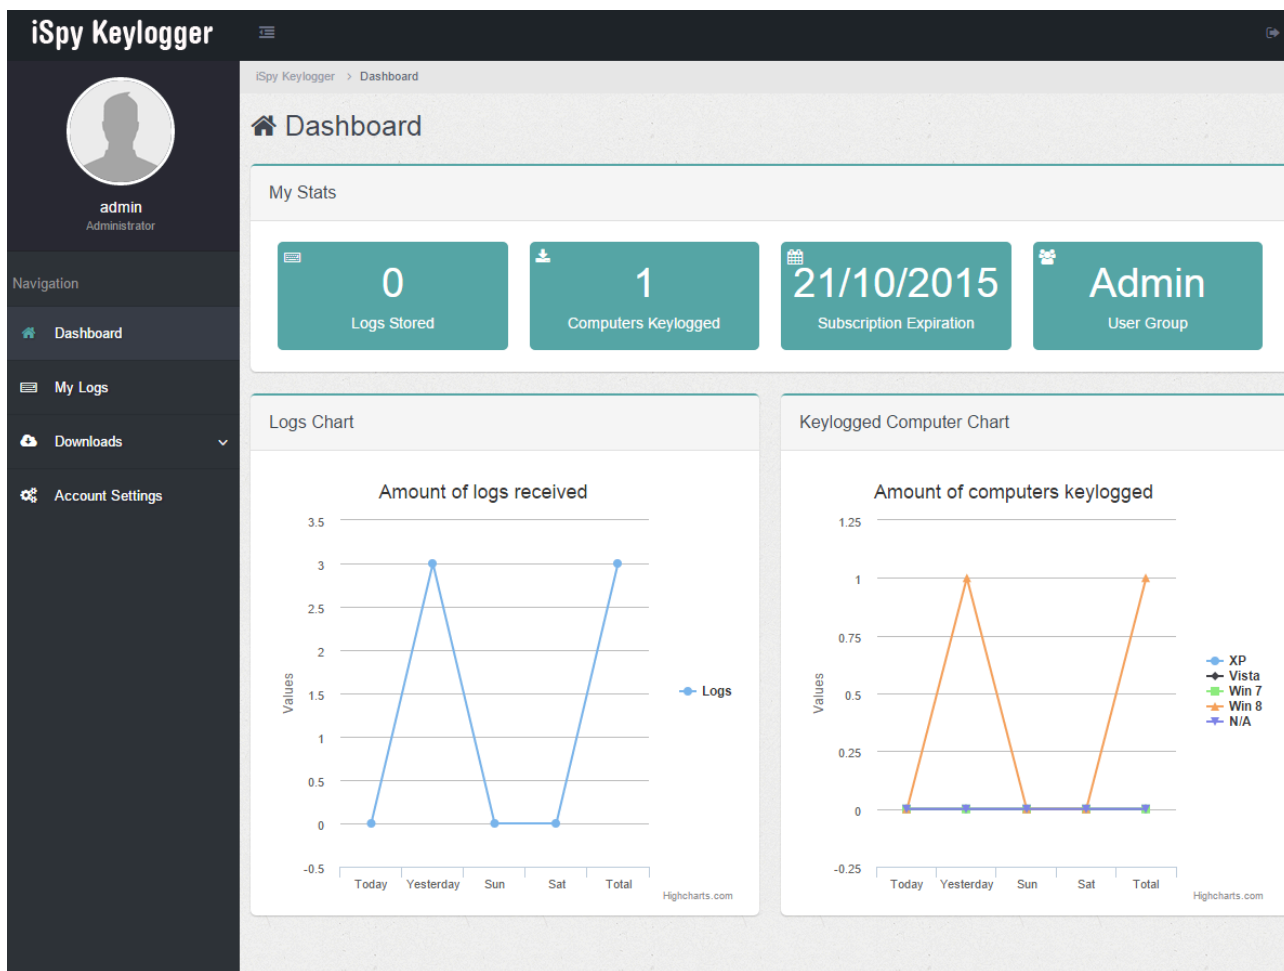 iSpy Keylogger
admin
Administrator
Navigation
Dashboard
My Logs
Downloads
Account Settings
iSpy Keylogger > Dashboard
Dashboard
My Stats
0
Logs Stored
1
Computers Keylogged
21/10/2015
Subscription Expiration
Admin
User Group
Logs Chart
Amount of logs received
3.5
3
2.5
2
1.5
1
0.5
0
-0.5
Values
Today Yesterday Sun Sat Total
Logs
Highcharts.com
Keylogged Computer Chart
Amount of computers keylogged
1.25
1
0.75
0.5
0.25
0
-0.25
Values
Today Yesterday Sun Sat Total
XP
Vista
Win 7
Win 8
N/A
Highcharts.com